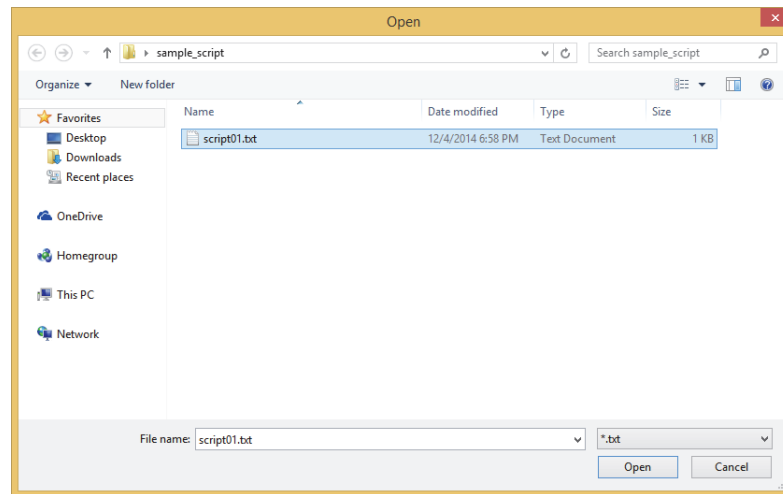 Open
sample_script
Search sample_script
Organize
New folder
Name
Date modified
Type
Size
script01.txt
12/4/2014 6:58 PM
Text Document
1 KB
Favorites
Desktop
Downloads
Recent places
OneDrive
Homegroup
This PC
Network
File name:
script01.txt
*.txt
Open
Cancel